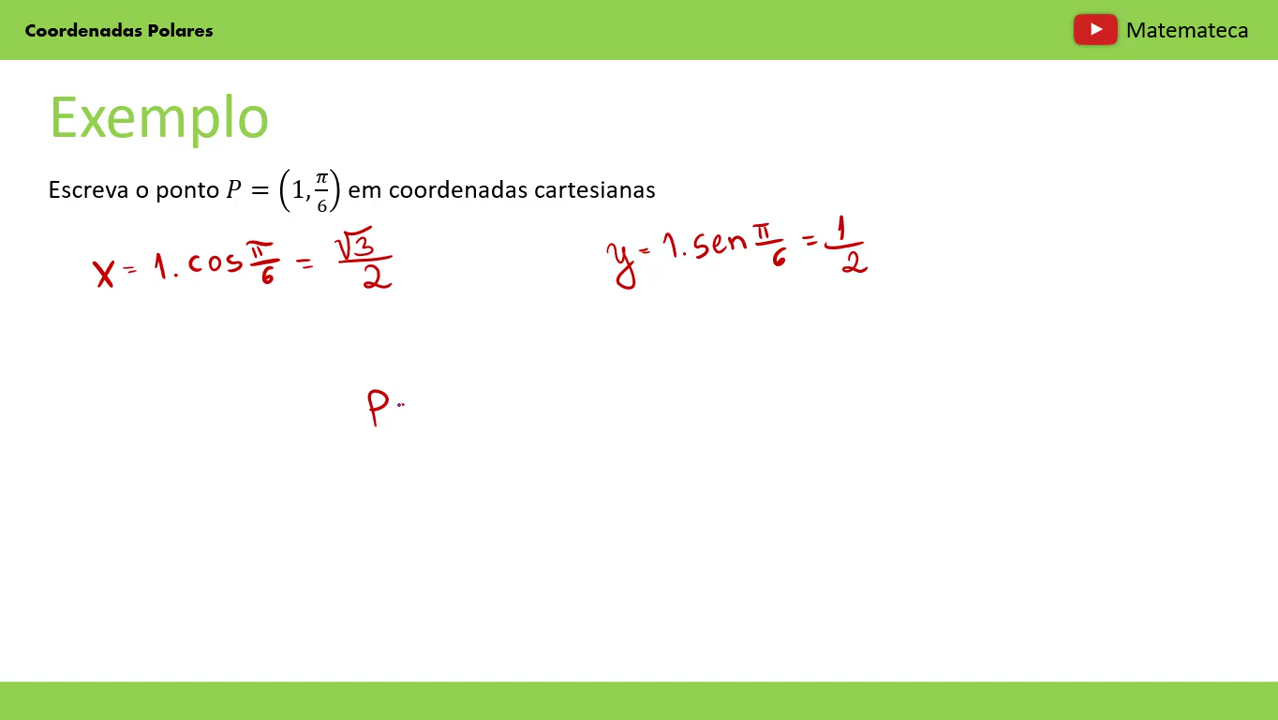 Coordenadas Polares
Matemateca
Exemplo
Escreva o ponto P = (1, π/6) em coordenadas cartesianas
x = 1. cos π/6 = √3/2
y = 1. sen π/6 = 1/2
P